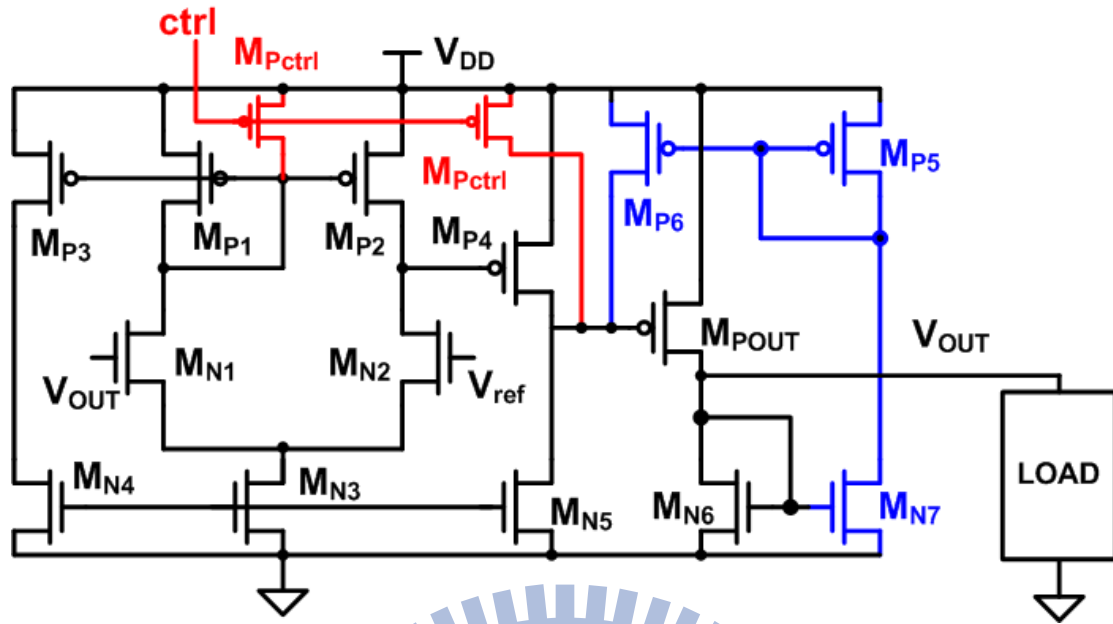 ctrl
MPctrl
VDD
MP5
MPctrl
MP6
MP3
MP1
MP2
MP4
MPOUT
VOUT
MN1
MN2
VOUT
Vref
MN4
MN3
MN5
MN6
MN7
LOAD